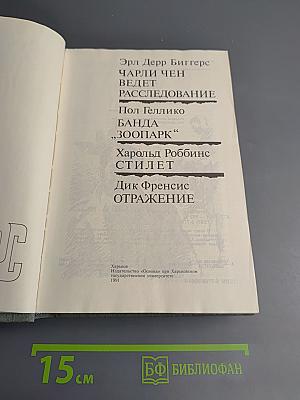 Эрл Дерр Биггерс
ЧАРЛИ ЧЕН
ВЕДЕТ
РАССЛЕДОВАНИЕ
Пол Геллико
БАНДА
„ЗООПАРК“
Харольд Роббинс
СТИЛЕТ
Дик Френсис
ОТРАЖЕНИЕ
Харьков
Издательство «Основа» при Харьковском
государственном университете
1991
15 см
БФ БИБЛИОФАН